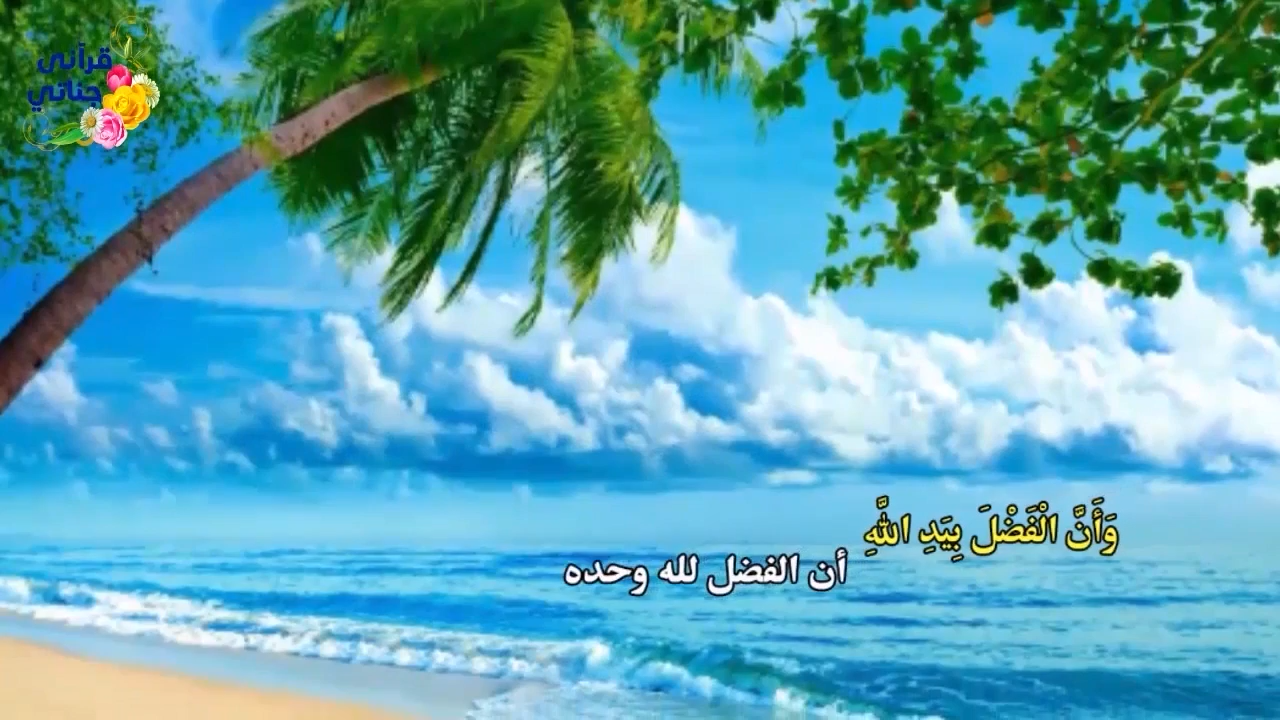 قرآني
جناني
وَأَنَّ الْفَضْلَ بِيَدِ اللَّهِ
أن الفضل لله وحده